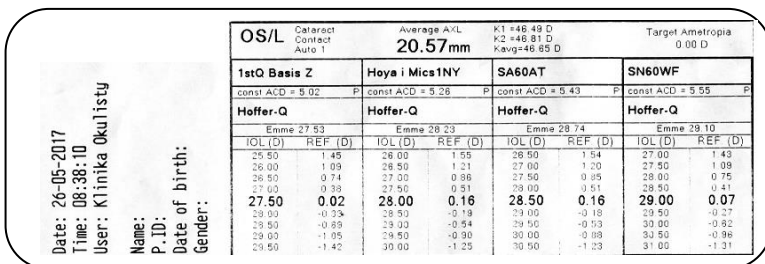 Date: 26-05-2017
Time: 08:38:10
User: Klinika Okulisty
Name:
P.ID:
Date of birth:
Gender:
OS/L Cataract Contact Auto 1 Average AXL 20.57mm K1 =46.49 D K2 =46.81 D Kavg=46.65 D Target Ametropia 0.00 D
1stQ Basis Z Hoya i Mics1NY SA60AT SN60WF
const ACD = 5.02 P const ACD = 5.26 P const ACD = 5.43 P const ACD = 5.55 P
Hoffer-Q Hoffer-Q Hoffer-Q Hoffer-Q
Emme 27.53 Emme 28.23 Emme 28.74 Emme 29.10
IOL (D) REF (D) IOL (D) REF (D) IOL (D) REF (D) IOL (D) REF (D)
25.50 1.45 26.00 1.55 26.50 1.54 27.00 1.43
26.00 1.09 26.50 1.21 27.00 1.20 27.50 1.09
26.50 0.74 27.00 0.86 27.50 0.85 28.00 0.75
27.00 0.38 27.50 0.51 28.00 0.51 28.50 0.41
27.50 0.02 28.00 0.16 28.50 0.16 29.00 0.07
28.00 -0.33 28.50 -0.19 29.00 -0.18 29.50 -0.27
28.50 -0.69 29.00 -0.54 29.50 -0.53 30.00 -0.62
29.00 -1.05 29.50 -0.90 30.00 -0.88 30.50 -0.96
29.50 -1.42 30.00 -1.25 30.50 -1.23 31.00 -1.31